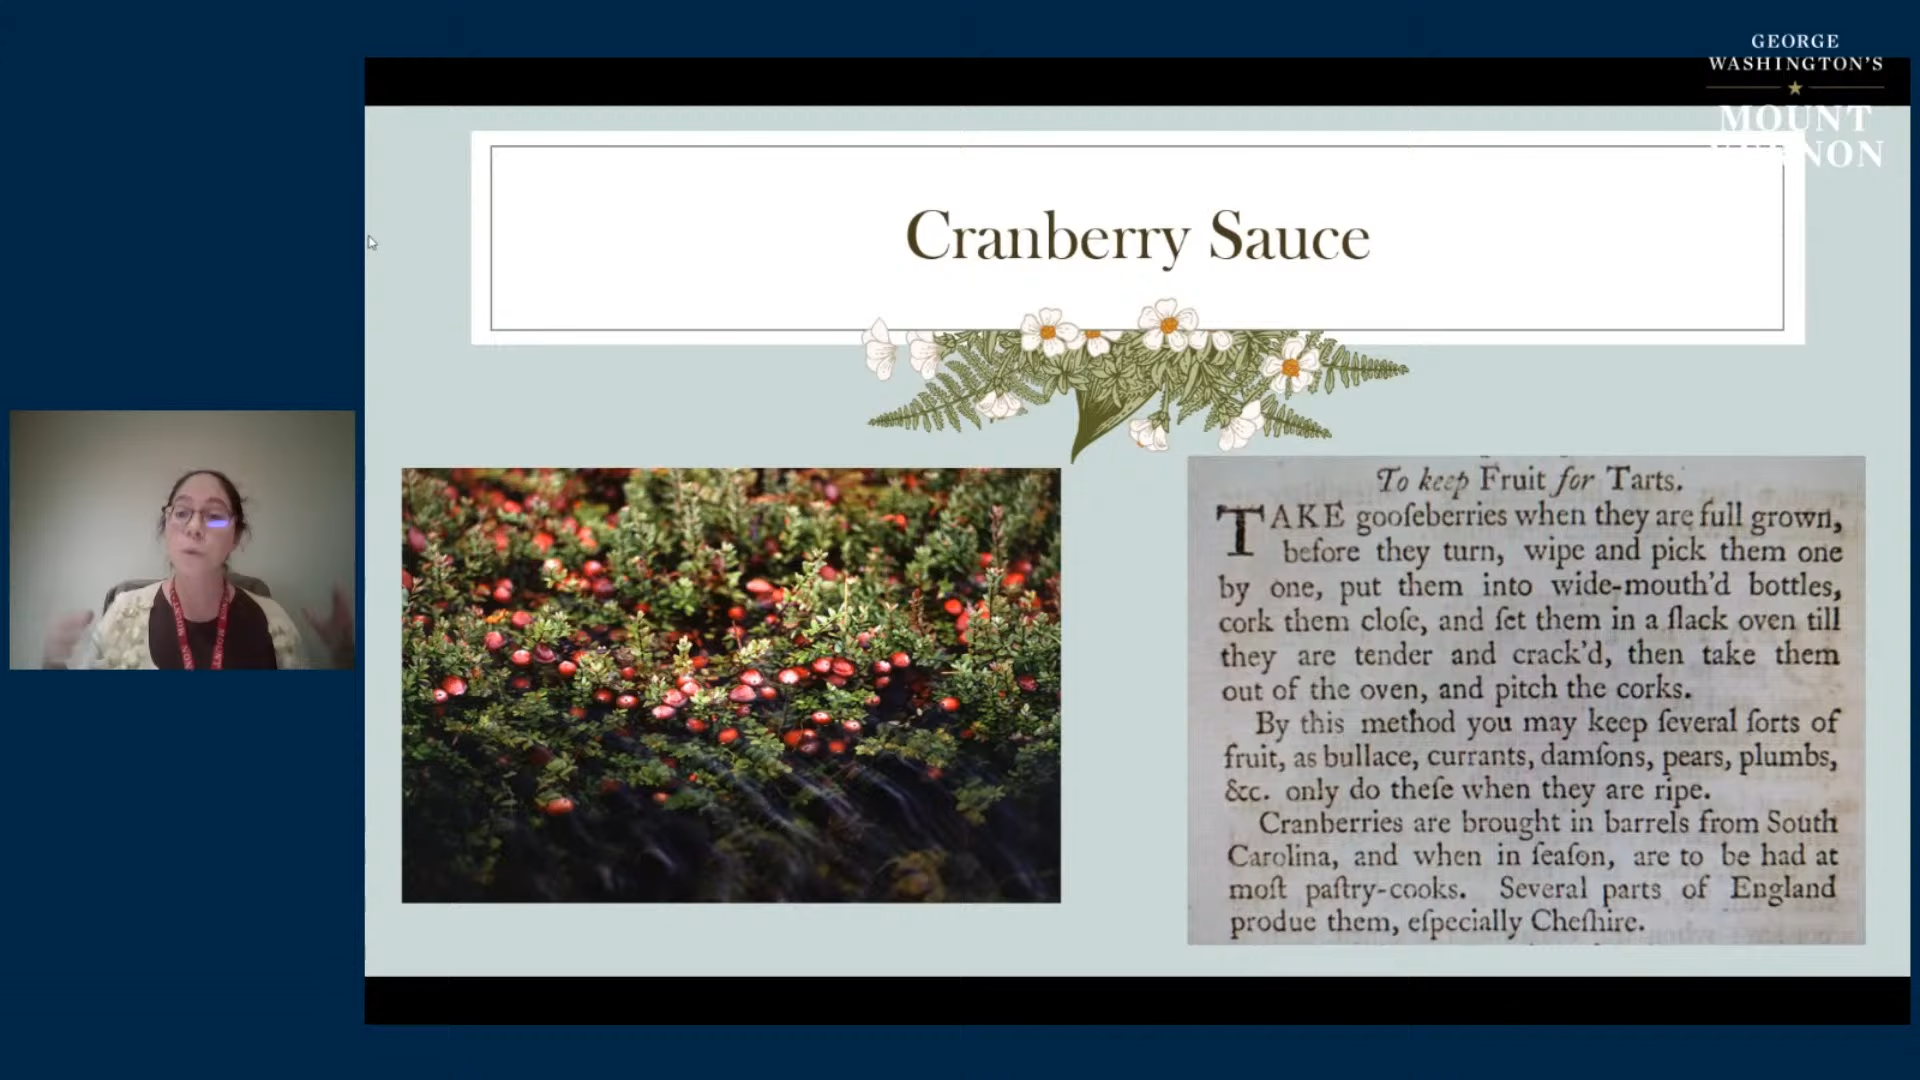 GEORGE
WASHINGTON'S
MOUNT
VERNON
Cranberry Sauce
To keep Fruit for Tarts.
TAKE gooſeberries when they are full grown,
before they turn, wipe and pick them one
by one, put them into wide-mouth'd bottles,
cork them cloſe, and ſet them in a ſlack oven till
they are tender and crack'd, then take them
out of the oven, and pitch the corks.
By this method you may keep ſeveral ſorts of
fruit, as bullace, currants, damſons, pears, plumbs,
&c. only do theſe when they are ripe.
Cranberries are brought in barrels from South
Carolina, and when in ſeaſon, are to be had at
moſt paſtry-cooks. Several parts of England
produe them, eſpecially Cheſhire.